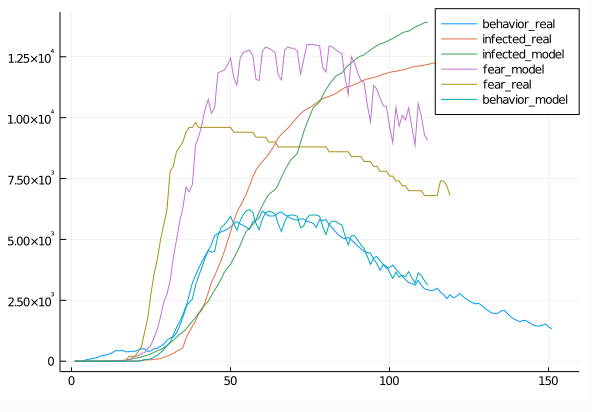 behavior_real
infected_real
infected_model
fear_model
fear_real
behavior_model
1.25×10⁴
1.00×10⁴
7.50×10³
5.00×10³
2.50×10³
0
0 50 100 150